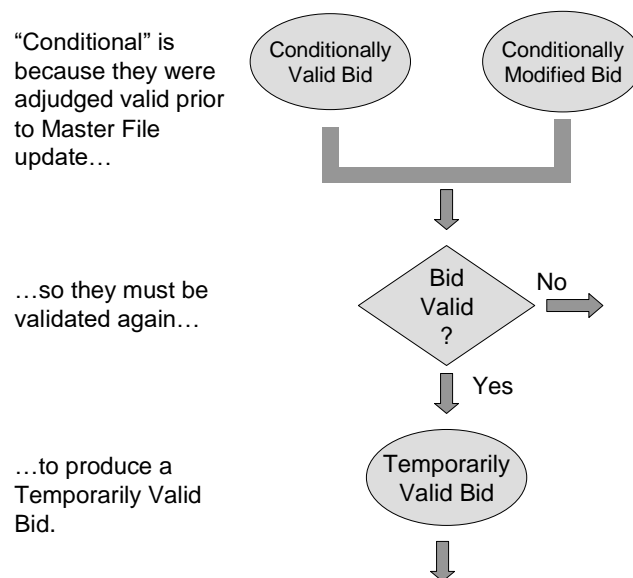 “Conditional” is
because they were
adjudged valid prior
to Master File
update…
Conditionally
Valid Bid
Conditionally
Modified Bid
…so they must be
validated again…
Bid
Valid
?
No
Yes
…to produce a
Temporarily Valid
Bid.
Temporarily
Valid Bid